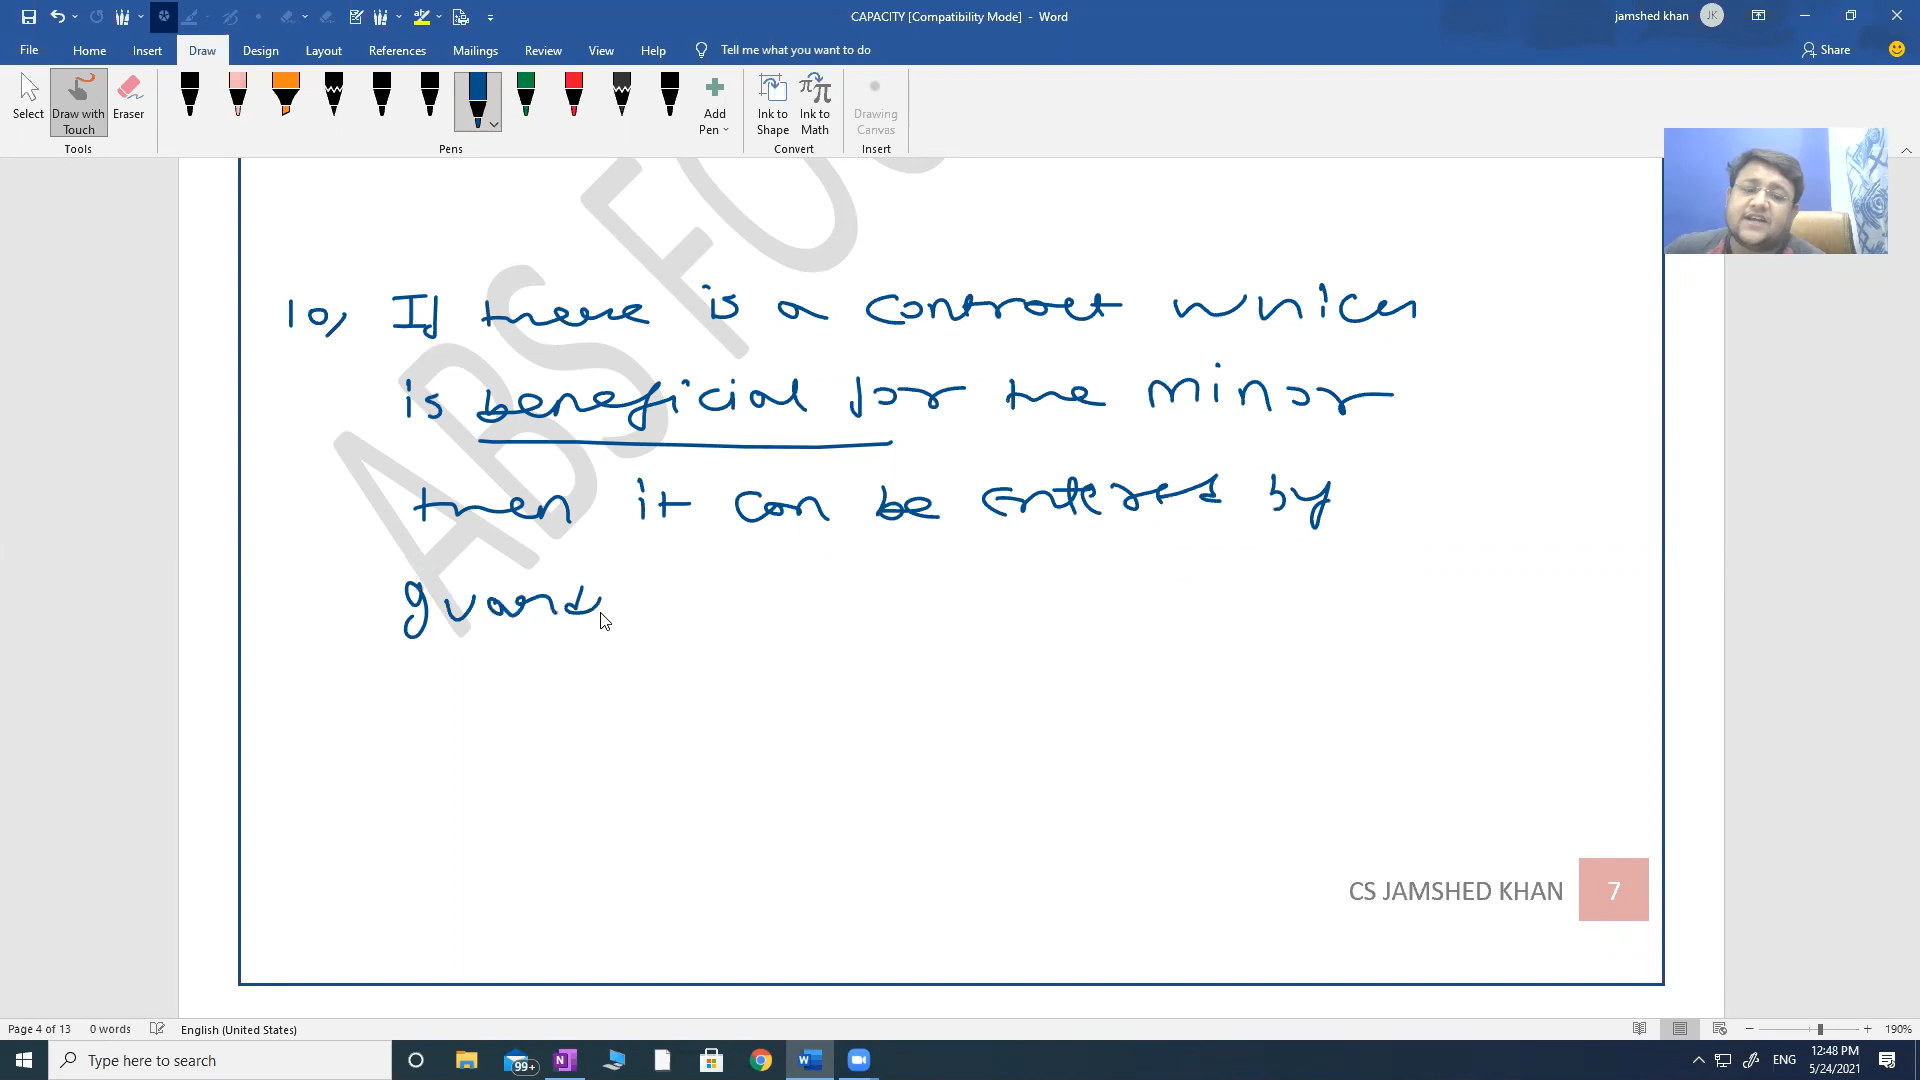 CAPACITY [Compatibility Mode] - Word
jamshed khan JK
File Home Insert Draw Design Layout References Mailings Review View Help Tell me what you want to do Share
Select Draw with Touch Eraser Add Pen Ink to Shape Ink to Math Drawing Canvas
Tools Pens Convert Insert
ABS FO
10, If there is a contract which
is beneficial for the minor
then it can be entered by
guard
CS JAMSHED KHAN 7
Page 4 of 13 0 words English (United States) 190%
Type here to search 99+ ENG 12:48 PM
5/24/2021